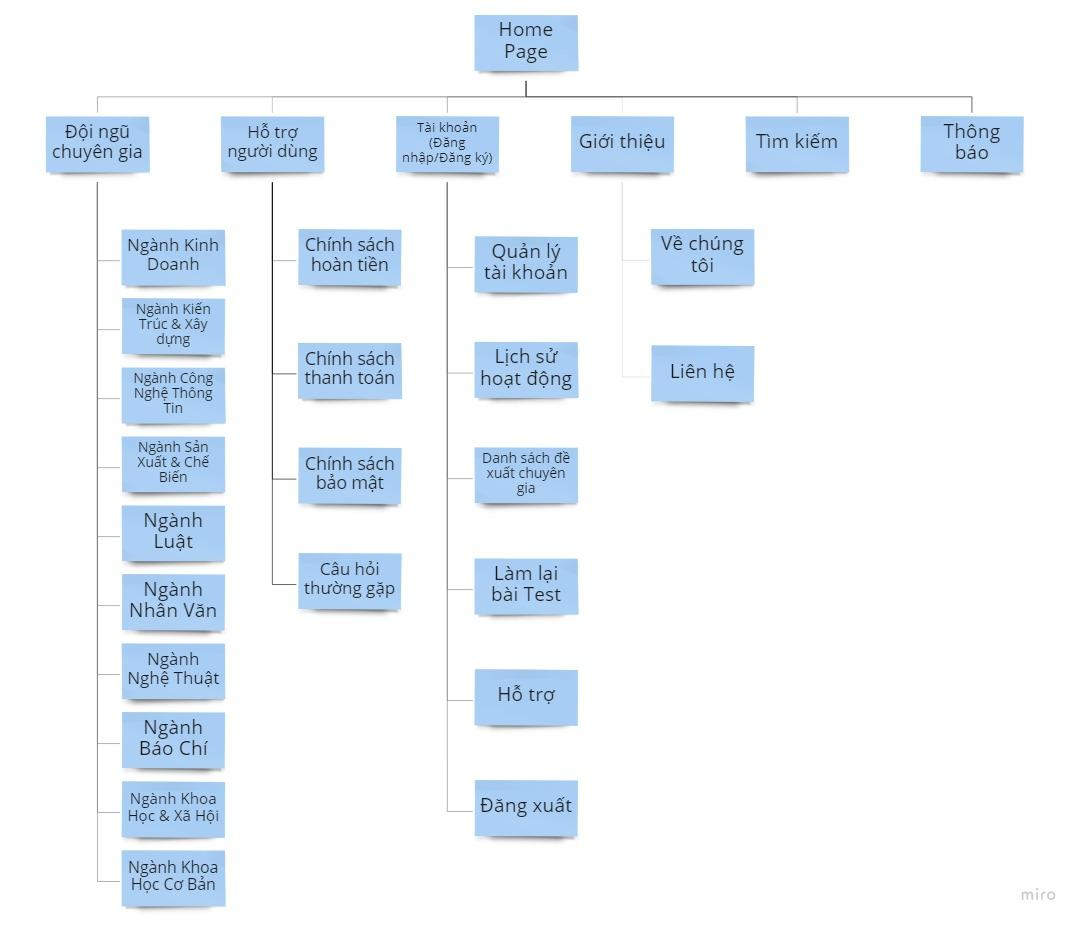 Home
Page
Đội ngũ
chuyên gia
Hỗ trợ
người dùng
Tài khoản
(Đăng
nhập/Đăng ký)
Giới thiệu
Tìm kiếm
Thông
báo
Ngành Kinh
Doanh
Ngành Kiến
Trúc & Xây
dựng
Ngành Công
Nghệ Thông
Tin
Ngành Sản
Xuất & Chế
Biến
Ngành
Luật
Ngành
Nhân Văn
Ngành
Nghệ Thuật
Ngành
Báo Chí
Ngành Khoa
Học & Xã Hội
Ngành Khoa
Học Cơ Bản
Chính sách
hoàn tiền
Chính sách
thanh toán
Chính sách
bảo mật
Câu hỏi
thường gặp
Quản lý
tài khoản
Lịch sử
hoạt động
Danh sách đề
xuất chuyên
gia
Làm lại
bài Test
Hỗ trợ
Đăng xuất
Về chúng
tôi
Liên hệ
miro